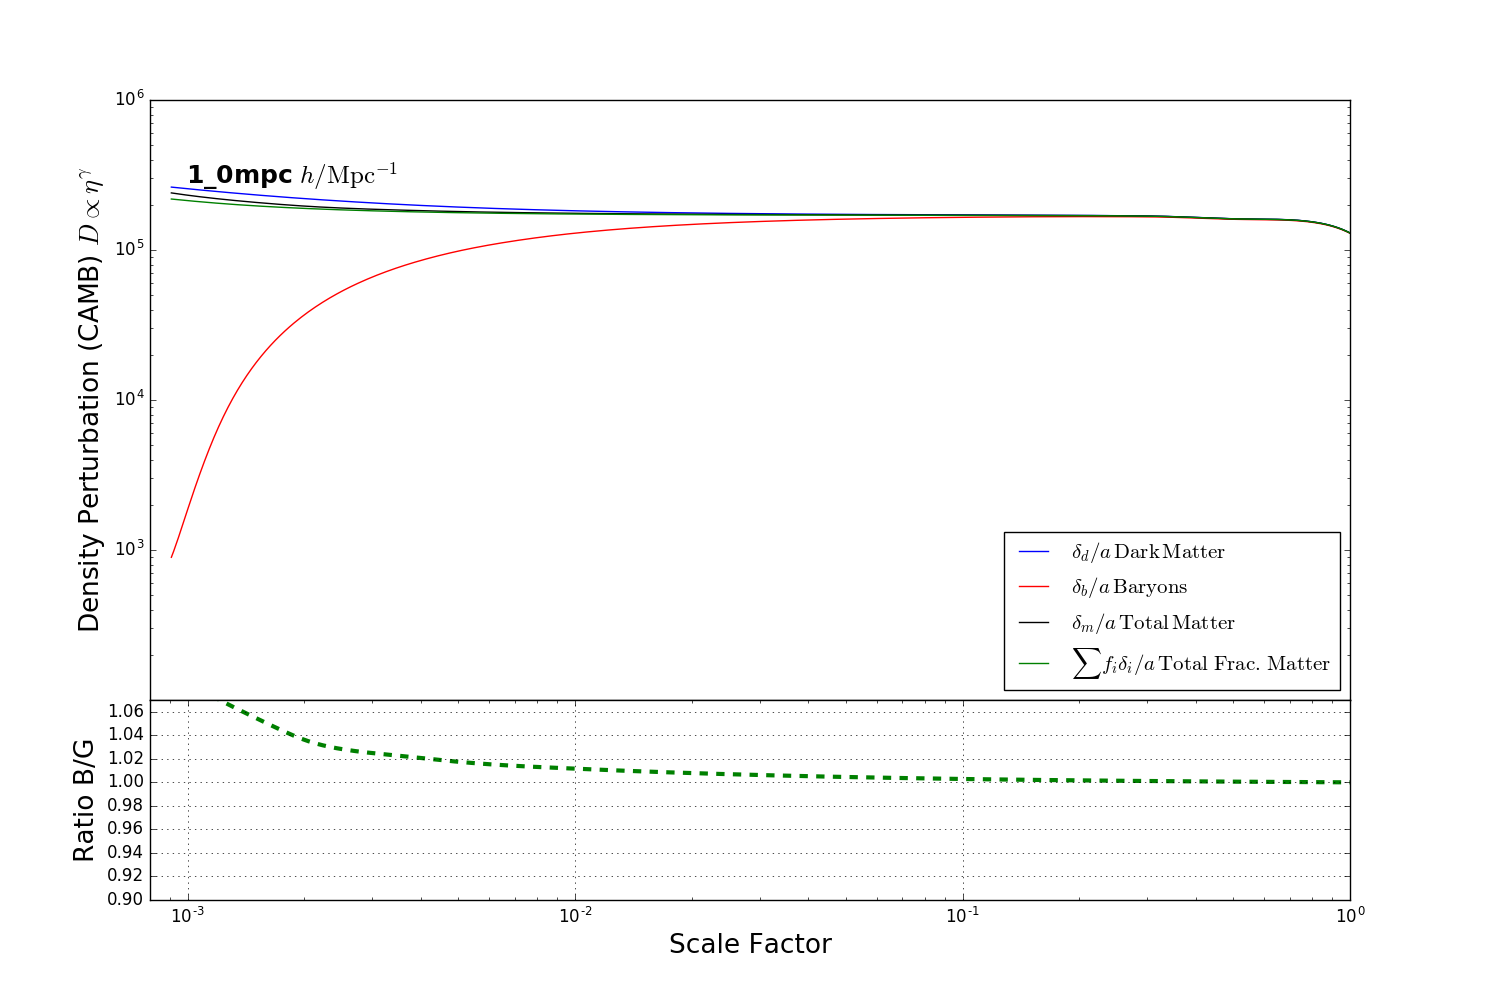 Density Perturbation (CAMB) D ∝ η^γ
10^6
10^5
10^4
10^3
1_0mpc h/Mpc^−1
δ_d/a Dark Matter
δ_b/a Baryons
δ_m/a Total Matter
∑ f_i δ_i/a Total Frac. Matter
Ratio B/G
1.06
1.04
1.02
1.00
0.98
0.96
0.94
0.92
0.90
10^-3 10^-2 10^-1 10^0
Scale Factor